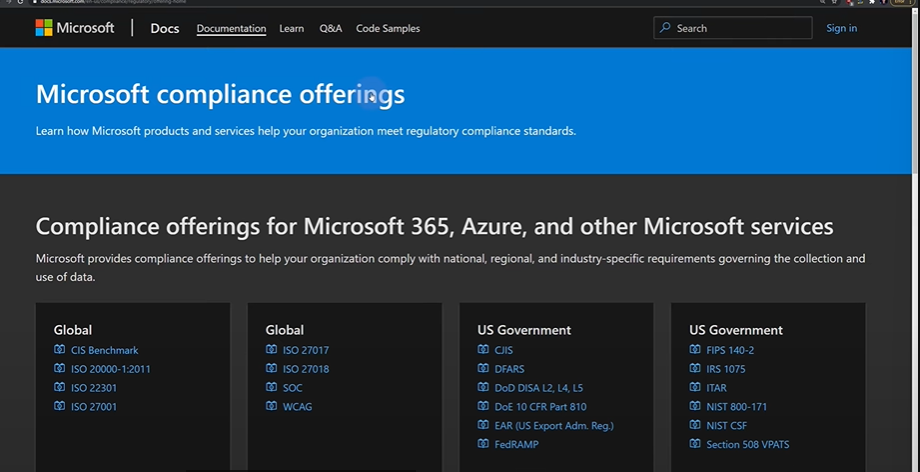 docs.microsoft.com/en-us/compliance/regulatory/offering-home
Microsoft
Docs
Documentation
Learn
Q&A
Code Samples
Search
Sign in
Microsoft compliance offerings
Learn how Microsoft products and services help your organization meet regulatory compliance standards.
Compliance offerings for Microsoft 365, Azure, and other Microsoft services
Microsoft provides compliance offerings to help your organization comply with national, regional, and industry-specific requirements governing the collection and
use of data.
Global
CIS Benchmark
ISO 20000-1:2011
ISO 22301
ISO 27001
Global
ISO 27017
ISO 27018
SOC
WCAG
US Government
CJIS
DFARS
DoD DISA L2, L4, L5
DoE 10 CFR Part 810
EAR (US Export Adm. Reg.)
FedRAMP
US Government
FIPS 140-2
IRS 1075
ITAR
NIST 800-171
NIST CSF
Section 508 VPATS